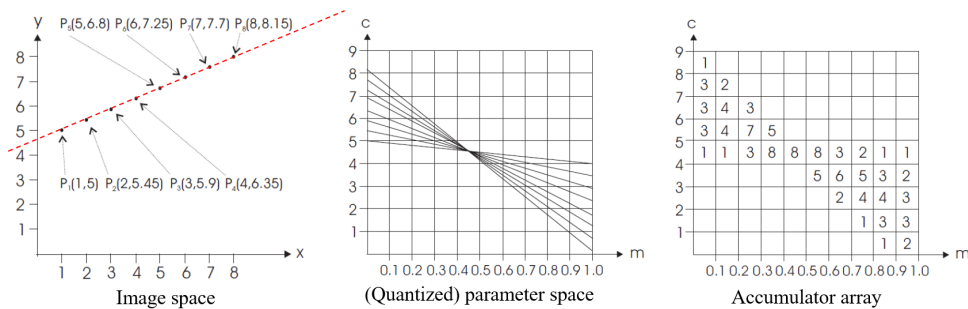 y
P₅(5,6.8) P₆(6,7.25) P₇(7,7.7) P₈(8,8.15)
8
7
6
5
4
3
2
1
P₁(1,5) P₂(2,5.45) P₃(3,5.9) P₄(4,6.35)
x
1 2 3 4 5 6 7 8
Image space
c
9
8
7
6
5
4
3
2
1
m
0.1 0.2 0.3 0.4 0.5 0.6 0.7 0.8 0.9 1.0
(Quantized) parameter space
c
9
1
8
3 2
7
3 4 3
6
3 4 7 5
5
1 1 3 8 8 8 3 2 1 1
4
5 6 5 3 2
3
2 4 4 3
2
1 3 3
1
1 2
m
0.1 0.2 0.3 0.4 0.5 0.6 0.7 0.8 0.9 1.0
Accumulator array